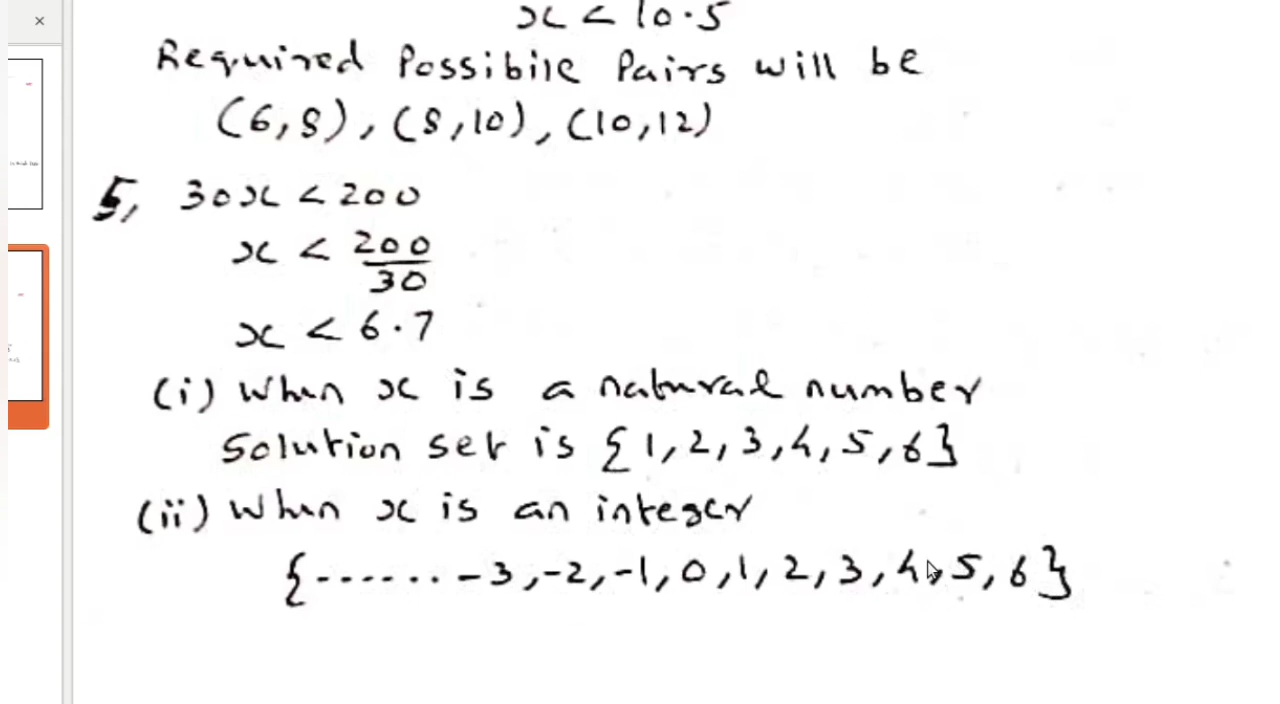 x < 10.5
Required Possibile Pairs will be
(6,8), (8,10), (10,12)
5, 30x < 200
x < 200/30
x < 6.7
(i) When x is a natural number
Solution set is {1,2,3,4,5,6}
(ii) When x is an integer
{...... -3,-2,-1,0,1,2,3,4,5,6}